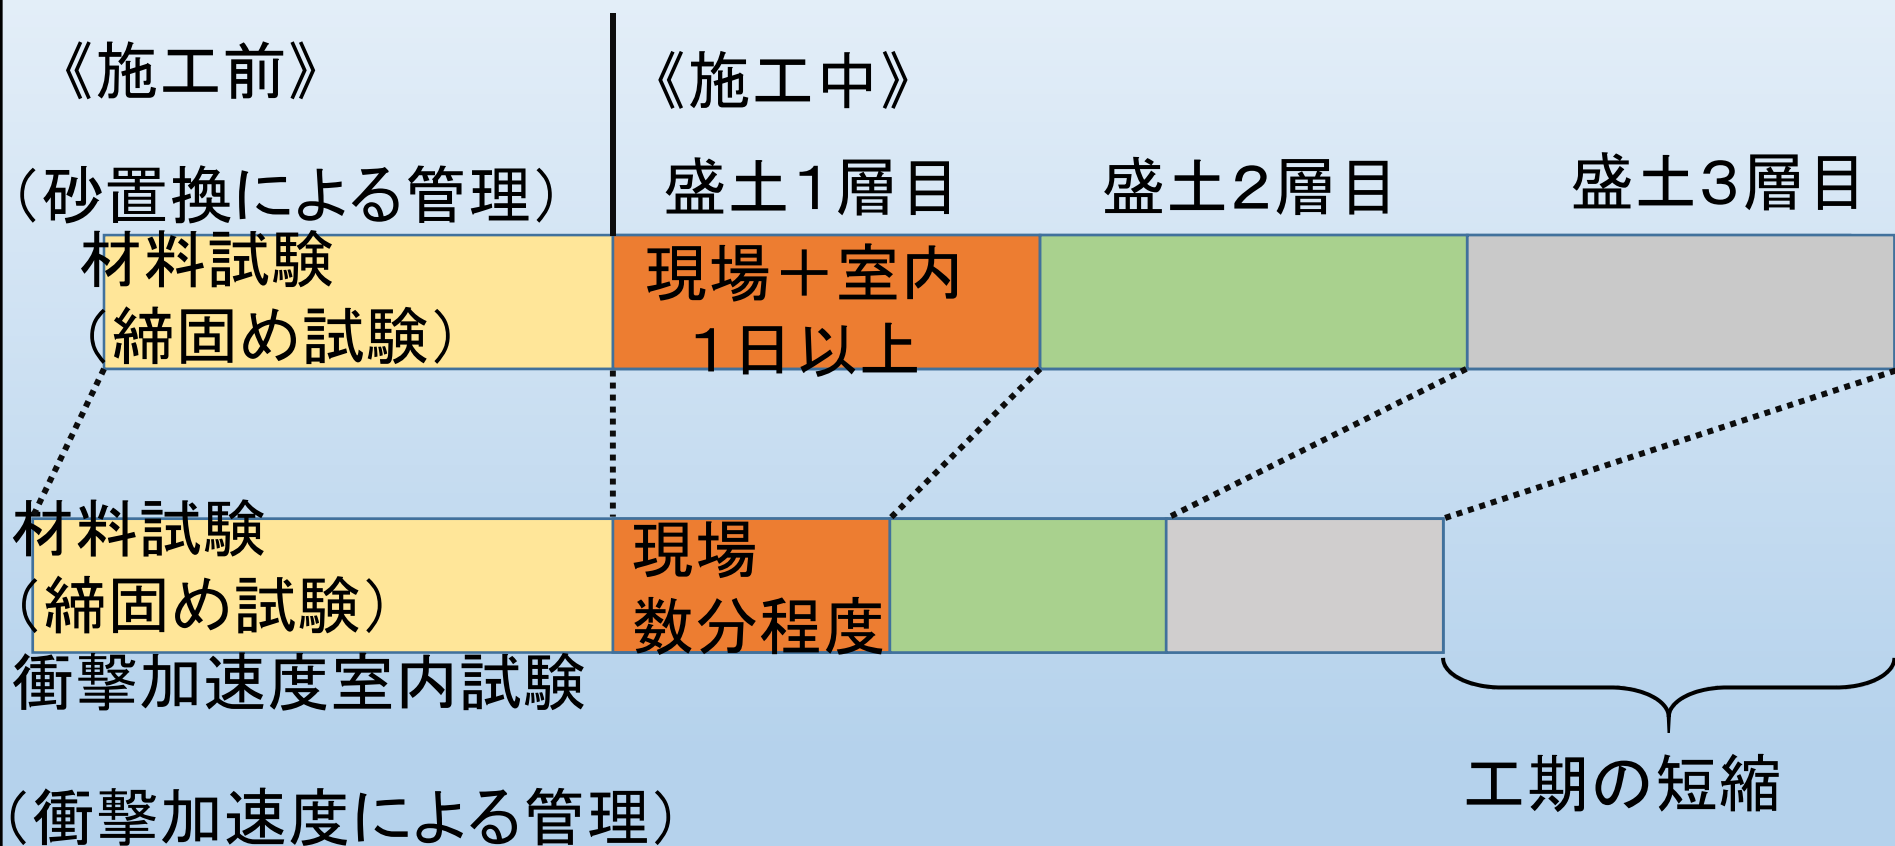 《施工前》
《施工中》
（砂置換による管理）
盛土１層目
盛土２層目
盛土３層目
材料試験
（締固め試験）
現場＋室内
１日以上
材料試験
（締固め試験）
衝撃加速度室内試験
現場
数分程度
工期の短縮
（衝撃加速度による管理）